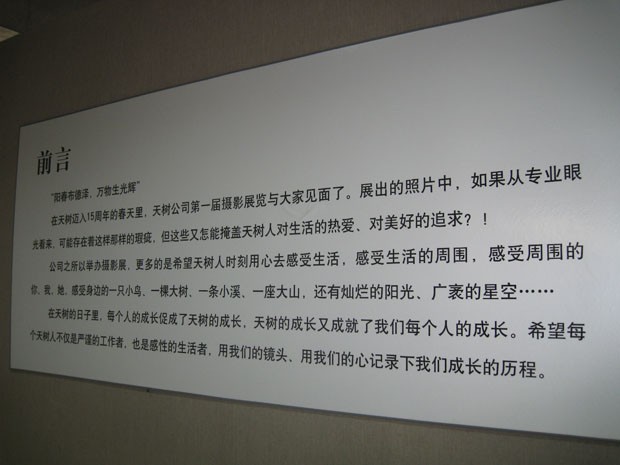 前言
“阳春布德泽，万物生光辉”
在天树迈入15周年的春天里，天树公司第一届摄影展览与大家见面了。展出的照片中，如果从专业眼
光看来，可能存在着这样那样的瑕疵，但这些又怎能掩盖天树人对生活的热爱、对美好的追求？！
公司之所以举办摄影展，更多的是希望天树人时刻用心去感受生活，感受生活的周围，感受周围的
你、我、她，感受身边的一只小鸟、一棵大树、一条小溪、一座大山，还有灿烂的阳光、广袤的星空……
在天树的日子里，每个人的成长促成了天树的成长，天树的成长又成就了我们每个人的成长。希望每
个天树人不仅是严谨的工作者，也是感性的生活者，用我们的镜头、用我们的心记录下我们成长的历程。